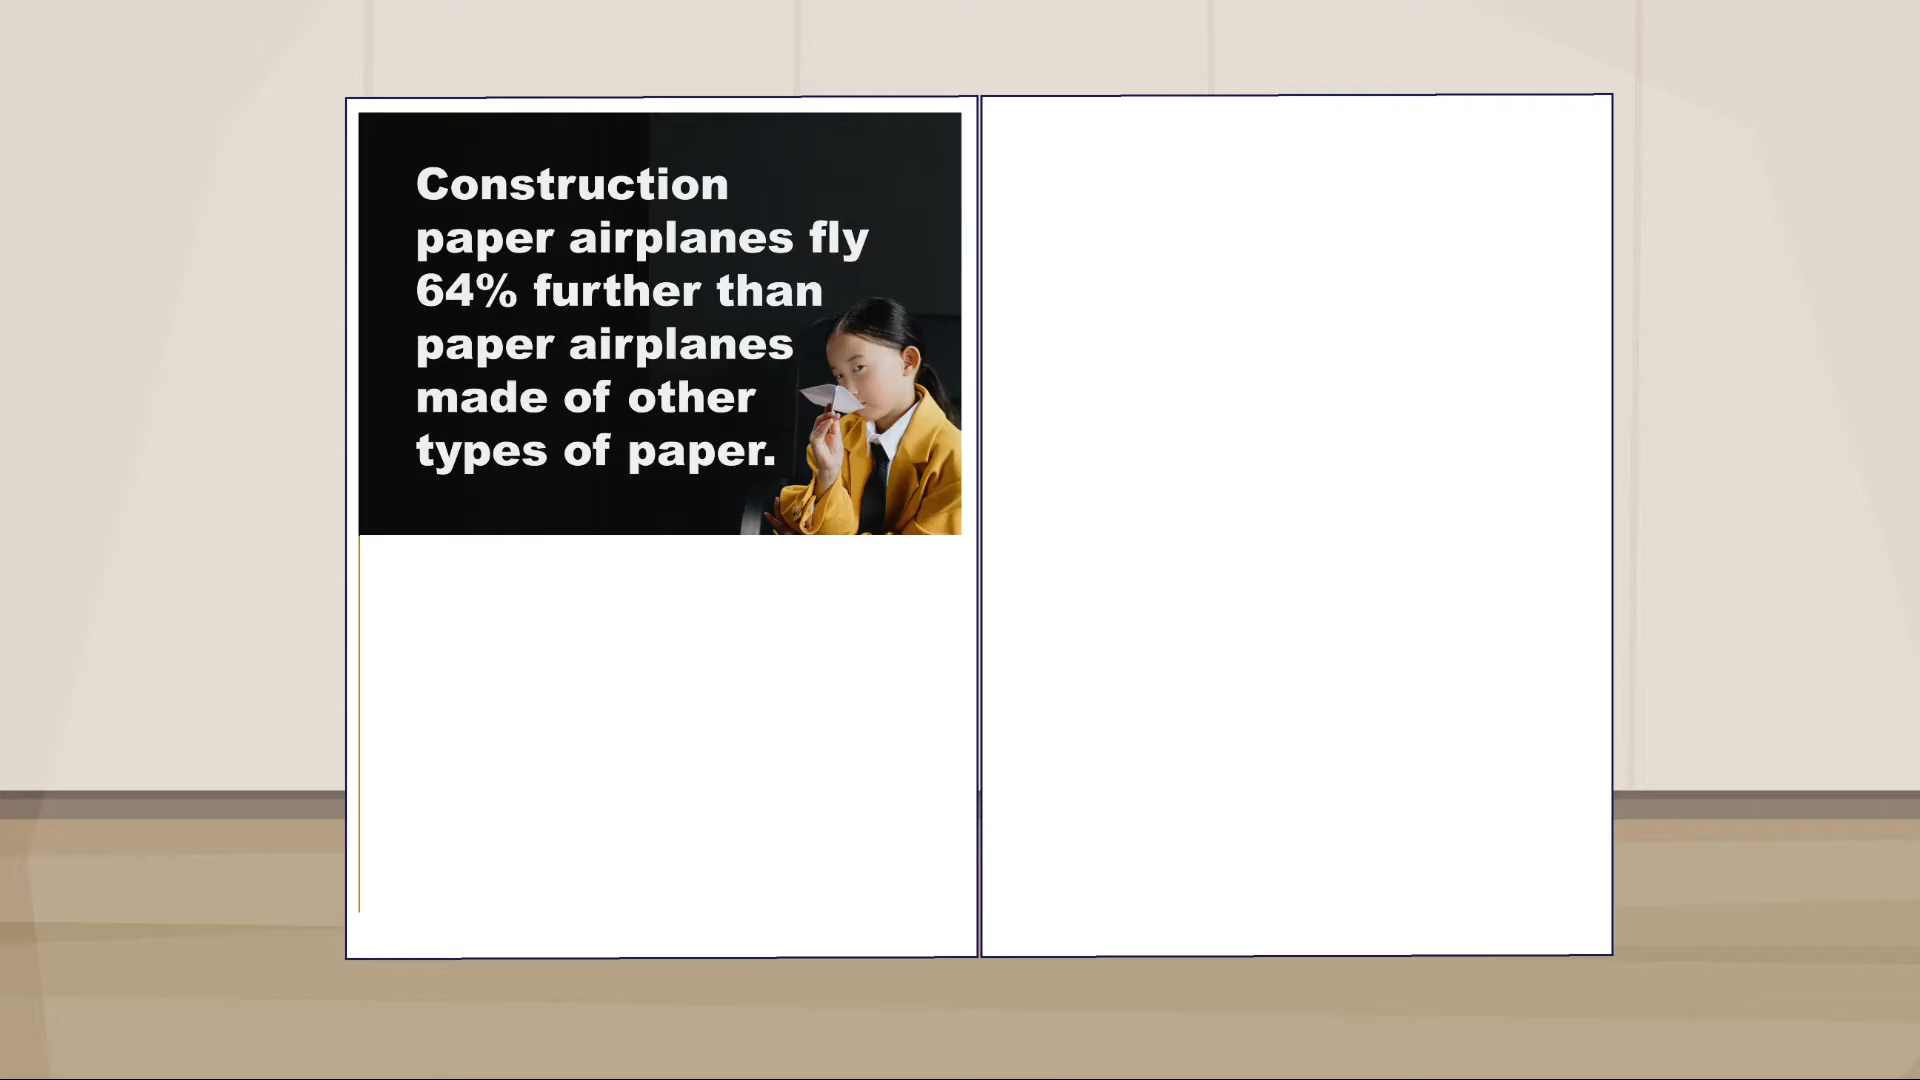 Construction
paper airplanes fly
64% further than
paper airplanes
made of other
types of paper.